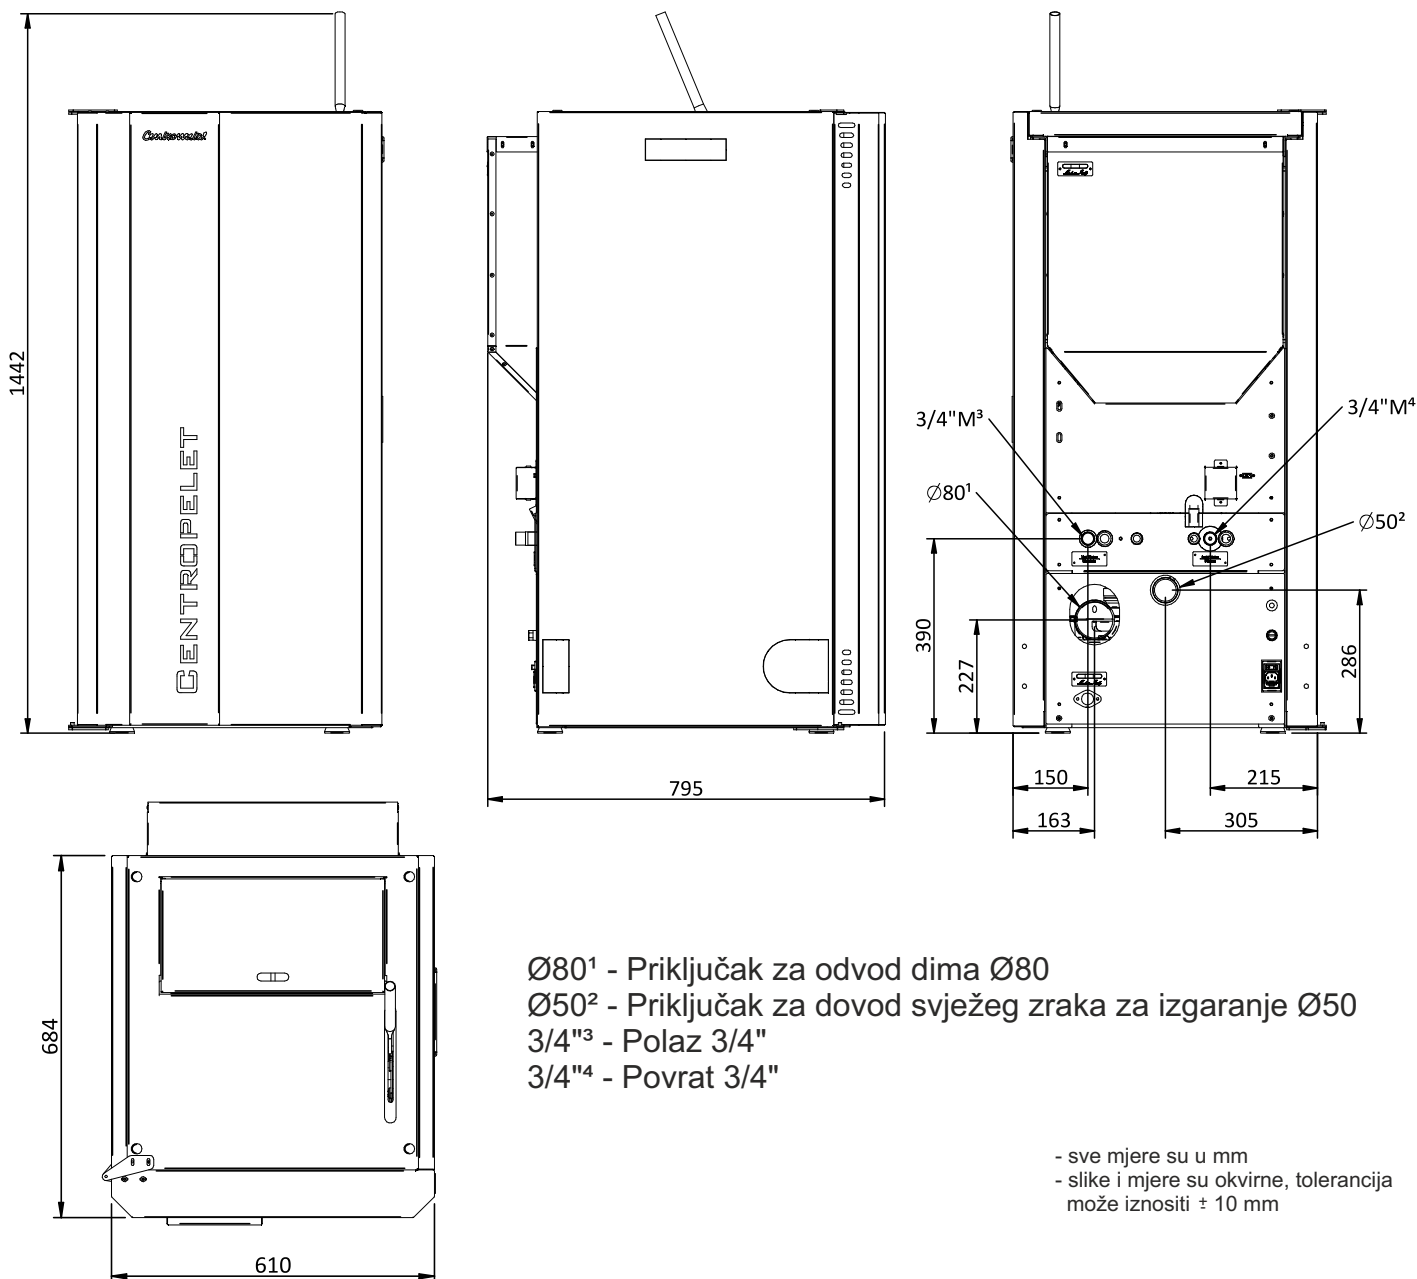 Centrometal
CENTROPELET
1442
795
3/4"M³
3/4"M⁴
Ø80¹
Ø50²
390
227
286
150
215
163
305
684
610
Ø80¹ - Priključak za odvod dima Ø80
Ø50² - Priključak za dovod svježeg zraka za izgaranje Ø50
3/4"³ - Polaz 3/4"
3/4"⁴ - Povrat 3/4"
- sve mjere su u mm
- slike i mjere su okvirne, tolerancija
može iznositi ± 10 mm